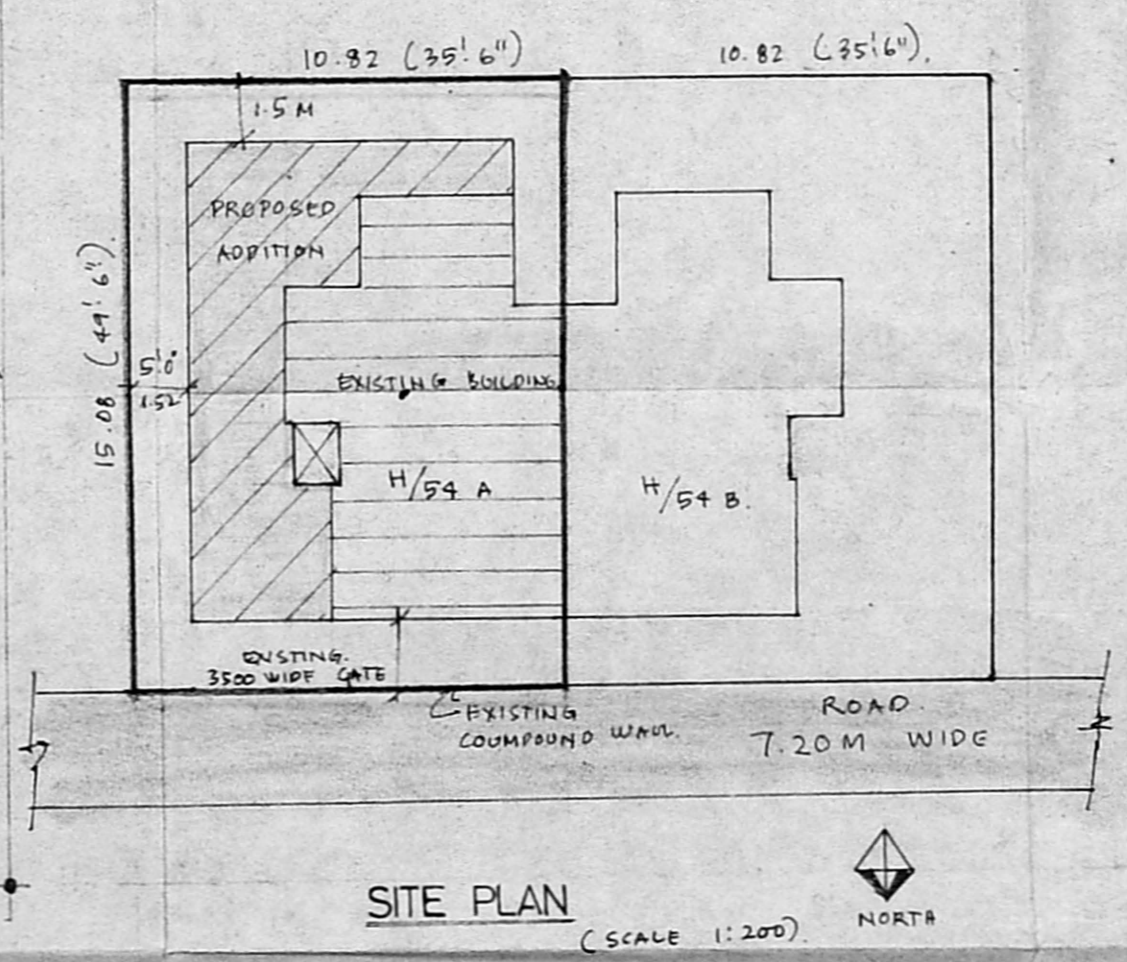 10.82 (35'.6")
10.82 (35'.6").
1.5 M
PROPOSED
ADDITION
15.08 (49'.6").
5'.0"
1.52
EXISTING BUILDING
H/54 A
H/54 B.
EXISTING.
3500 WIDE GATE
EXISTING
COUMPOUND WALL.
ROAD.
7.20M WIDE
SITE PLAN
(SCALE 1:200).
NORTH